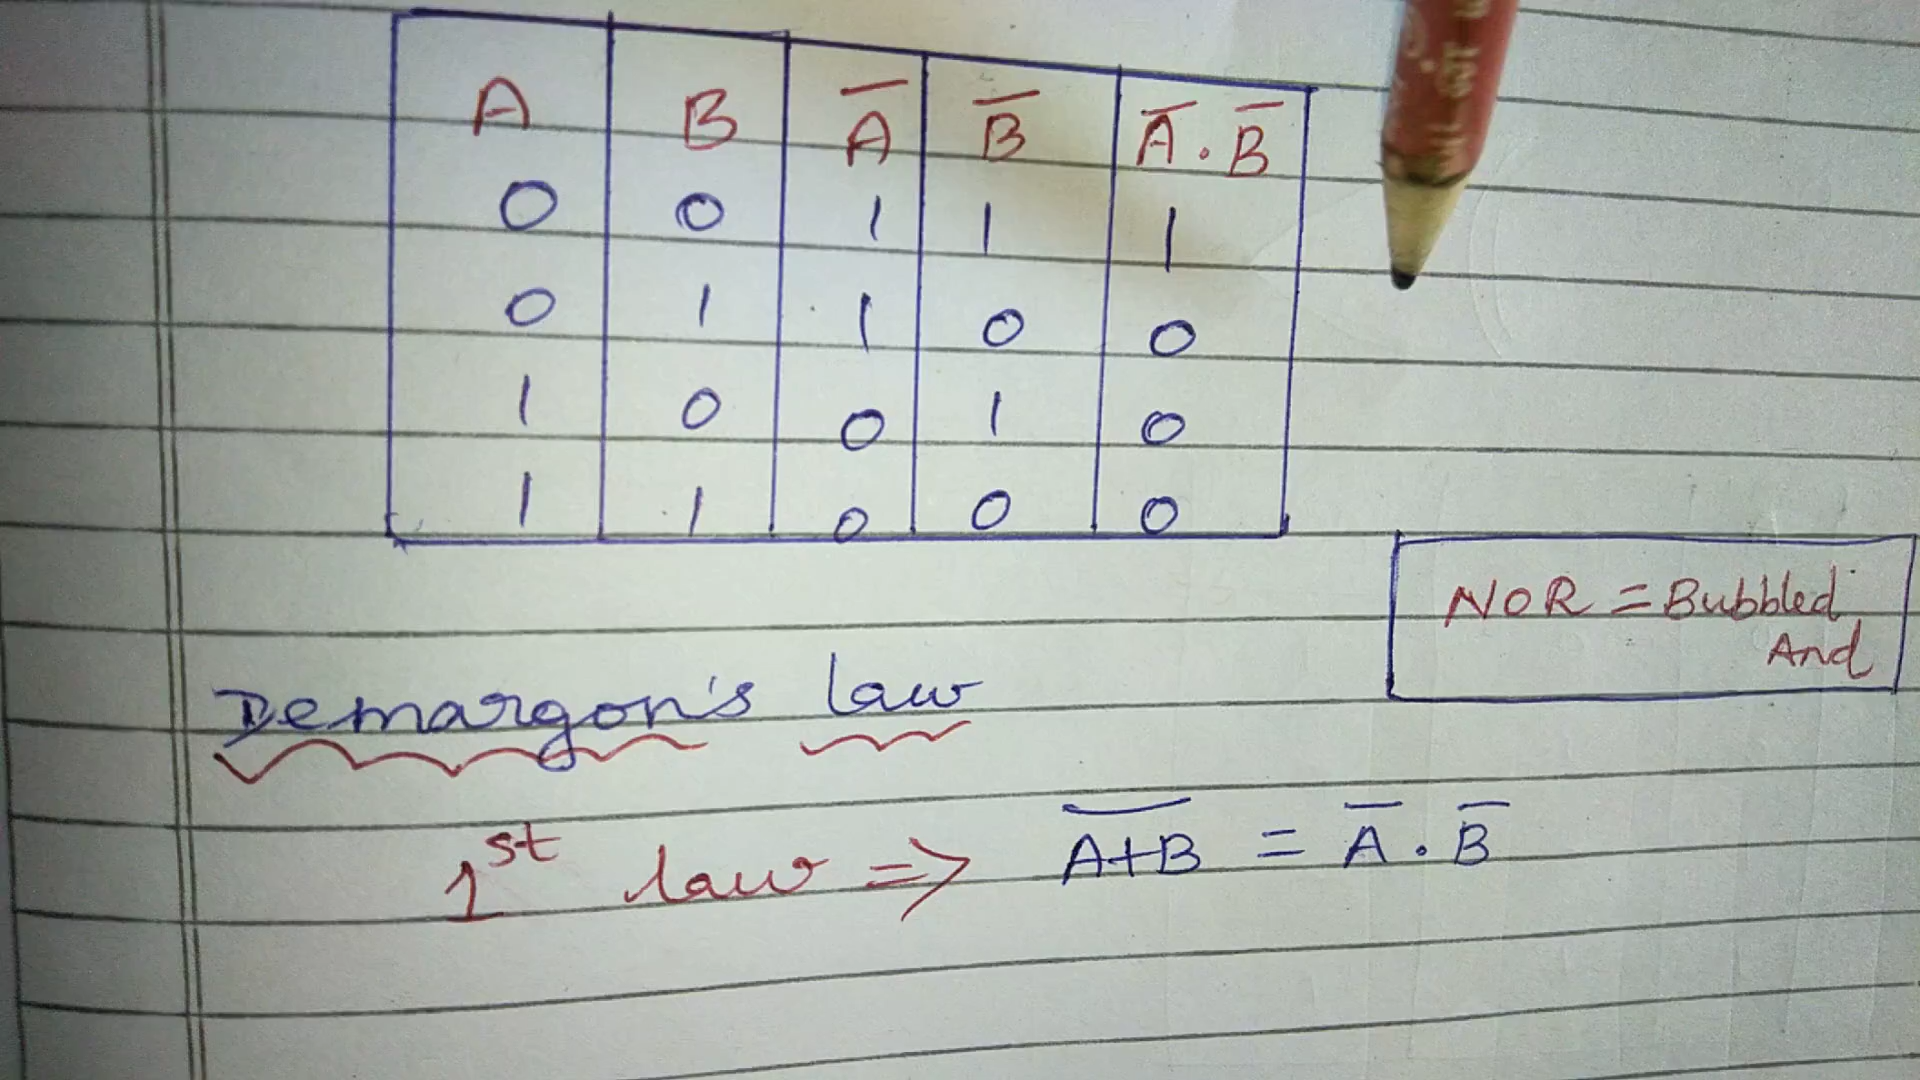 A B A̅ B̅ A̅ . B̅
0 0 1 1 1
0 1 1 0 0
1 0 0 1 0
1 1 0 0 0
NOR = Bubbled
And
Demargon's law
1st law => A̅+̅B̅ = A̅ . B̅